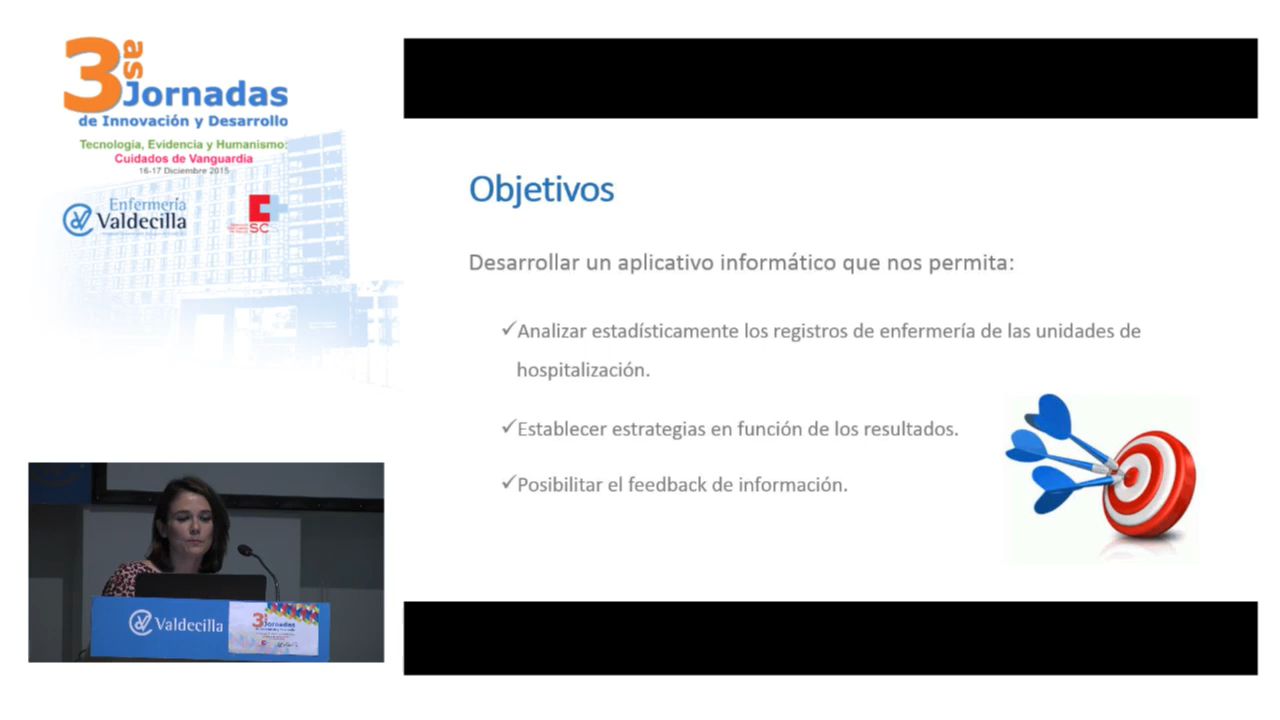 3as
Jornadas
de Innovación y Desarrollo
Tecnología, Evidencia y Humanismo:
Cuidados de Vanguardia
16-17 Diciembre 2015
Enfermería
Valdecilla
SC
Objetivos
Desarrollar un aplicativo informático que nos permita:
✓Analizar estadísticamente los registros de enfermería de las unidades de
hospitalización.
✓Establecer estrategias en función de los resultados.
✓Posibilitar el feedback de información.
Valdecilla
3as
Jornadas